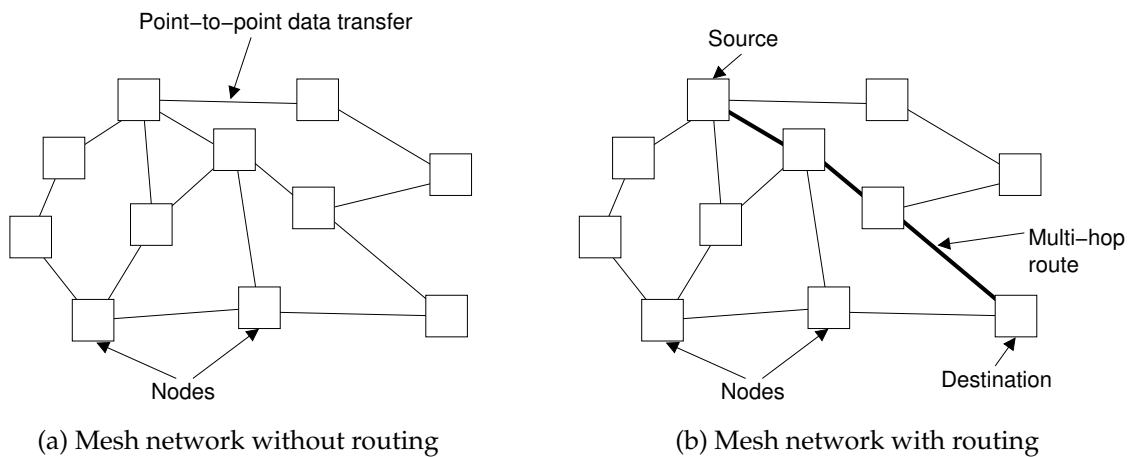 Point−to−point data transfer
Nodes
(a) Mesh network without routing
Source
Multi−hop
route
Destination
Nodes
(b) Mesh network with routing